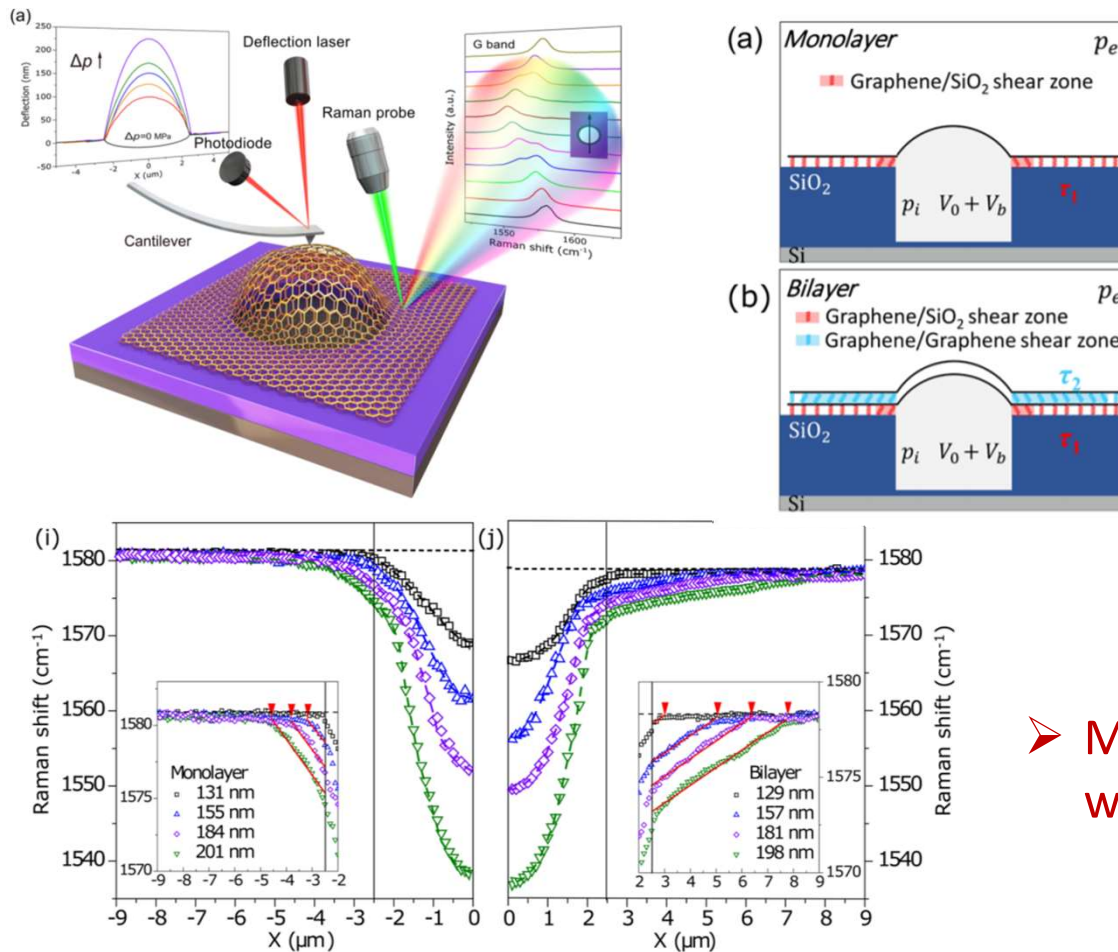 (a)
Deflection (nm)
250
200
150
100
50
0
-50
Δp
Δp=0 MPa
-4 -2 0 2 4
X (μm)
Deflection laser
Photodiode
Raman probe
Cantilever
G band
Intensity (a.u.)
1550 1600
Raman shift (cm⁻¹)
(a)
Monolayer
pₑ
Graphene/SiO₂ shear zone
SiO₂
pᵢ V₀ + V_b
τ₁
Si
(b)
Bilayer
pₑ
Graphene/SiO₂ shear zone
Graphene/Graphene shear zone
τ₂
SiO₂
pᵢ V₀ + V_b
τ₁
Si
(i)
Raman shift (cm⁻¹)
1580
1570
1560
1550
1540
1580
1575
1570
Monolayer
131 nm
155 nm
184 nm
201 nm
-9 -8 -7 -6 -5 -4 -3 -2
-9 -8 -7 -6 -5 -4 -3 -2 -1 0
X (μm)
(j)
1580
1575
1570
Bilayer
129 nm
157 nm
181 nm
198 nm
2 3 4 5 6 7 8 9
0 1 2 3 4 5 6 7 8 9
X (μm)
1580
1570
1560
1550
1540
Raman shift (cm⁻¹)
➢ M
w